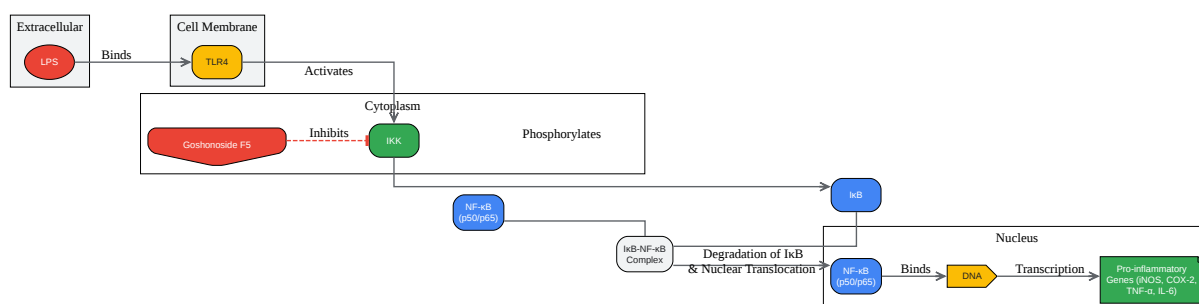 Extracellular
LPS
Binds
Cell Membrane
TLR4
Activates
Cytoplasm
Goshonoside F5
Inhibits
IKK
Phosphorylates
IκB
NF-κB
(p50/p65)
IκB-NF-κB
Complex
Degradation of IκB
& Nuclear Translocation
Nucleus
NF-κB
(p50/p65)
Binds
DNA
Transcription
Pro-inflammatory
Genes (iNOS, COX-2,
TNF-α, IL-6)